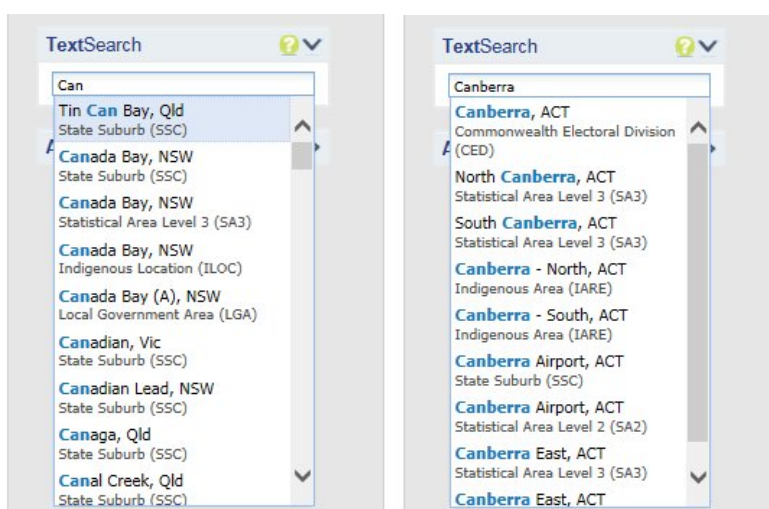 TextSearch
Can
Tin Can Bay, Qld
State Suburb (SSC)
Canada Bay, NSW
State Suburb (SSC)
Canada Bay, NSW
Statistical Area Level 3 (SA3)
Canada Bay, NSW
Indigenous Location (ILOC)
Canada Bay (A), NSW
Local Government Area (LGA)
Canadian, Vic
State Suburb (SSC)
Canadian Lead, NSW
State Suburb (SSC)
Canaga, Qld
State Suburb (SSC)
Canal Creek, Qld
State Suburb (SSC)
TextSearch
Canberra
Canberra, ACT
Commonwealth Electoral Division
(CED)
North Canberra, ACT
Statistical Area Level 3 (SA3)
South Canberra, ACT
Statistical Area Level 3 (SA3)
Canberra - North, ACT
Indigenous Area (IARE)
Canberra - South, ACT
Indigenous Area (IARE)
Canberra Airport, ACT
State Suburb (SSC)
Canberra Airport, ACT
Statistical Area Level 2 (SA2)
Canberra East, ACT
Statistical Area Level 3 (SA3)
Canberra East, ACT